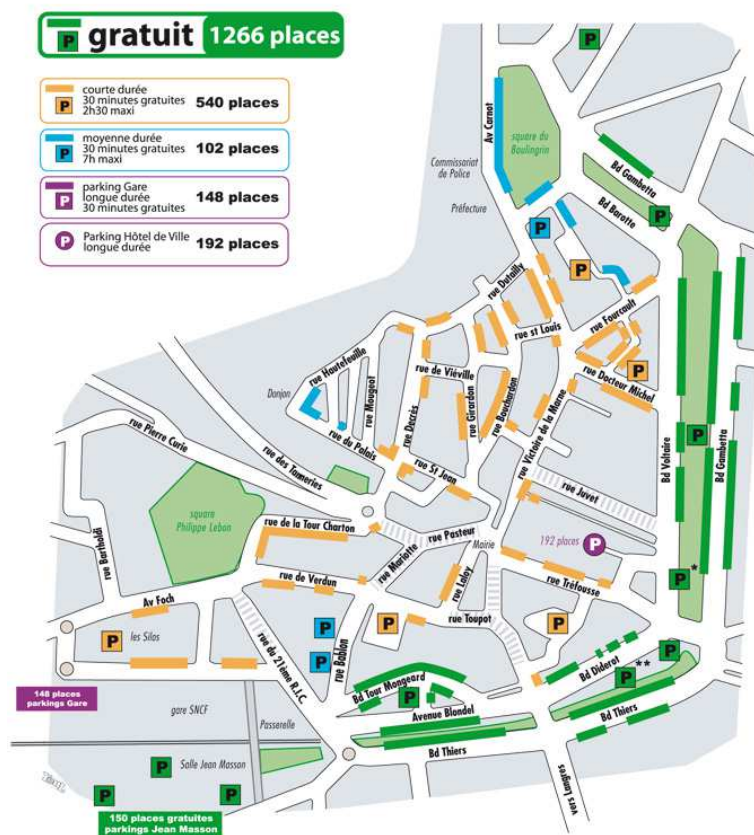 P gratuit 1266 places
courte durée
30 minutes gratuites
2h30 maxi
P
540 places
moyenne durée
30 minutes gratuites
7h maxi
P
102 places
parking Gare
longue durée
30 minutes gratuites
P
148 places
P
Parking Hôtel de Ville
longue durée
192 places
P
Av Carnot
square du
Boulingrin
Commissariat
de Police
Préfecture
Bd Gambetta
Bd Barotte
P
P
P
rue Dutailly
rue st Louis
rue Fourcault
P
rue Docteur Michel
rue Hautefeuille
Donjon
rue Mougeot
rue de Viéville
rue Decrès
rue Girardon
rue Bouchardon
rue Victoire de la Marne
rue du Palais
rue St Jean
Bd Voltaire
P
Bd Gambetta
rue Pierre Curie
rue des Tanneries
rue Juvet
square
Philippe Lebon
rue de la Tour Charton
rue Pasteur
rue Mariotte
Mairie
192 places
P
rue Bartholdi
rue de Verdun
rue Laloy
rue Tréfousse
P
*
Av Foch
P
les Silos
rue du 21ème R.I.C.
P
P
rue Bablon
P
rue Toupot
P
Bd Diderot
P
P
**
148 places
parkings Gare
gare SNCF
Passerelle
Bd Tour Mongeard
P
Avenue Blondel
Bd Thiers
Bd Thiers
vers Langres
Salle Jean Masson
P
P
P
150 places gratuites
parkings Jean Masson